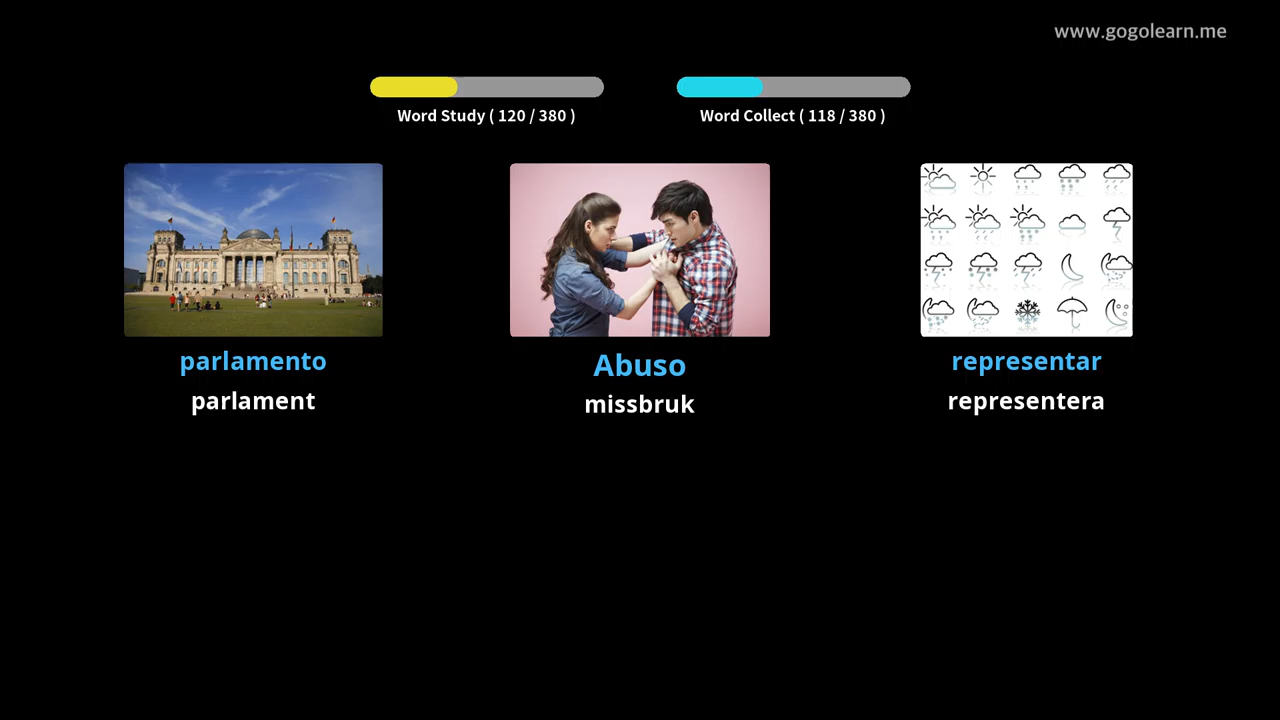 www.gogolearn.me
Word Study ( 120 / 380 )
Word Collect ( 118 / 380 )
parlamento
parlament
Abuso
missbruk
representar
representera